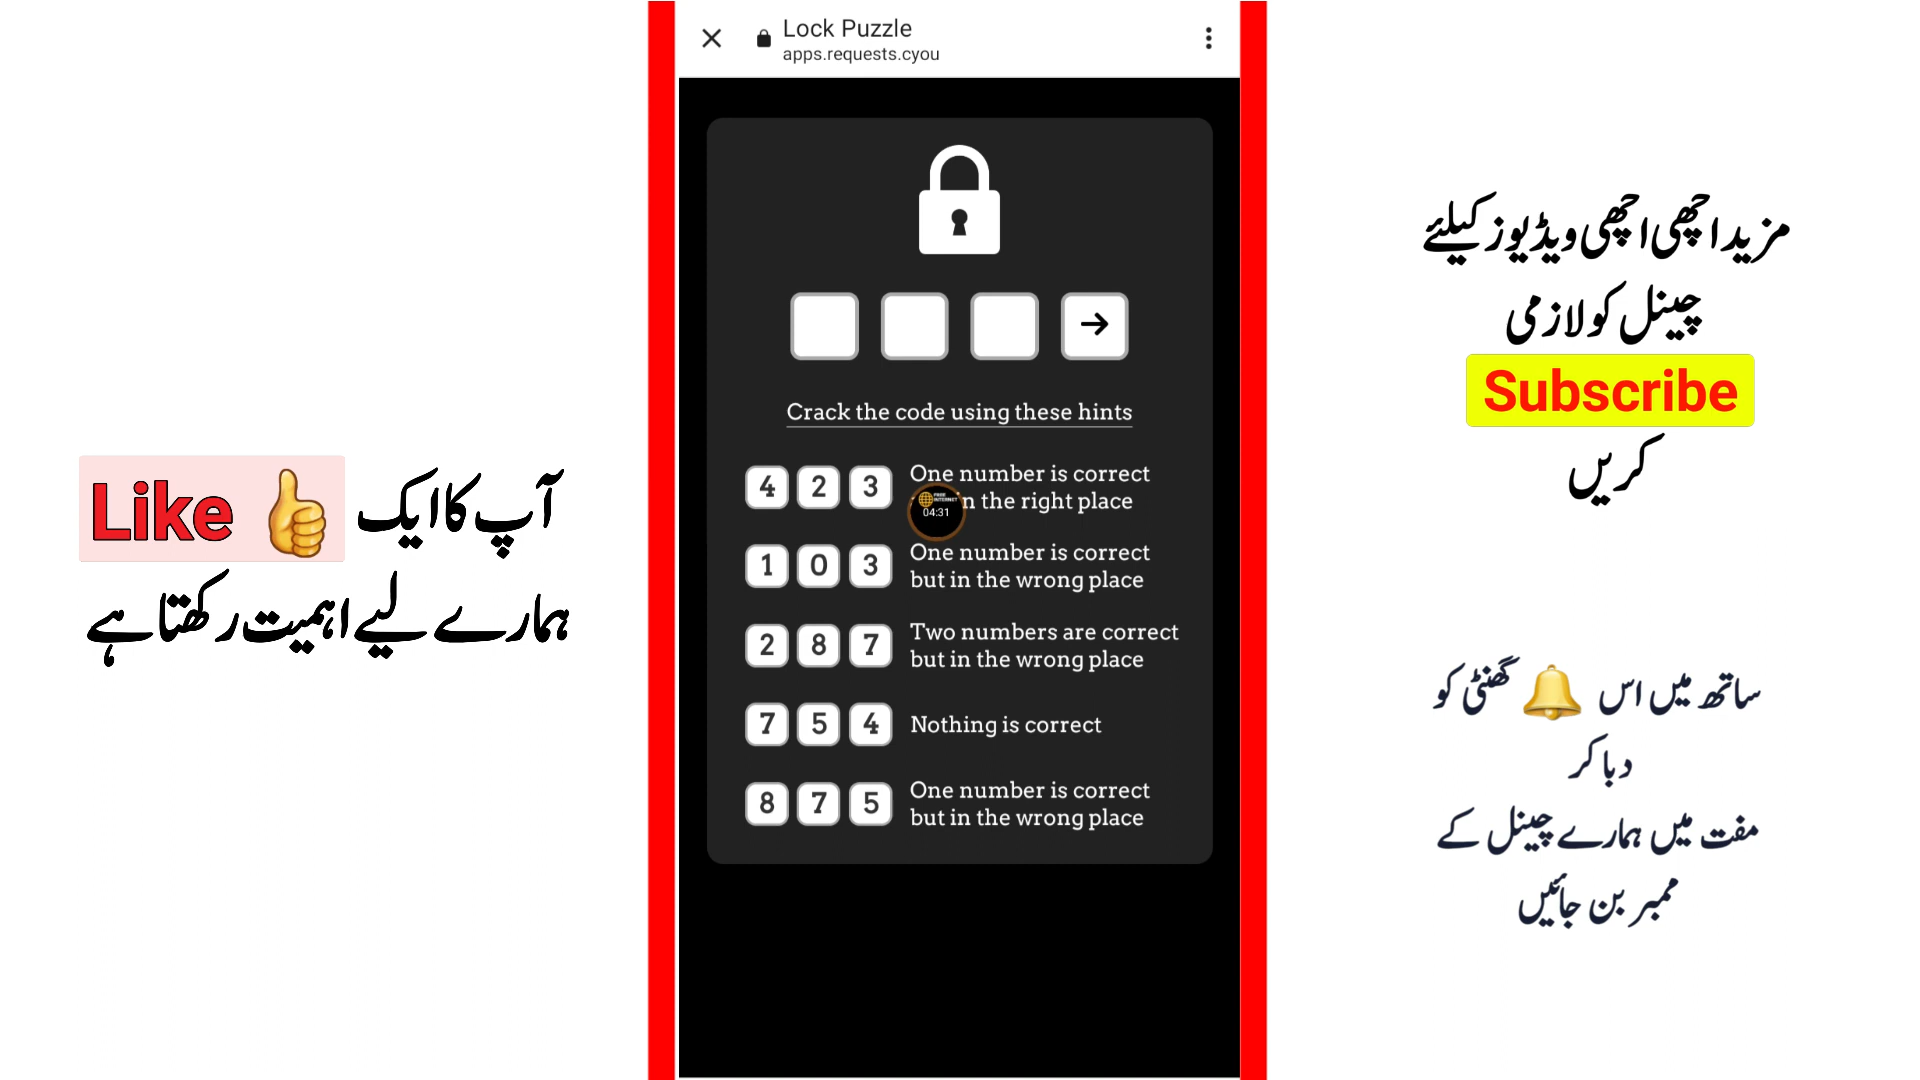 Lock Puzzle
apps.requests.cyou
Crack the code using these hints
4 2 3 One number is correct
in the right place
FREE
INTERNET
04:31
1 0 3 One number is correct
but in the wrong place
2 8 7 Two numbers are correct
but in the wrong place
7 5 4 Nothing is correct
8 7 5 One number is correct
but in the wrong place
آپ کا ایک Like 👍
ہمارے لیے اہمیت رکھتا ہے
مزید اچھی اچھی ویڈیوز کیلئے
چینل کو لازمی
Subscribe
کریں
ساتھ میں اس 🔔 گھنٹی کو
دبا کر
مفت میں ہمارے چینل کے
ممبر بن جائیں